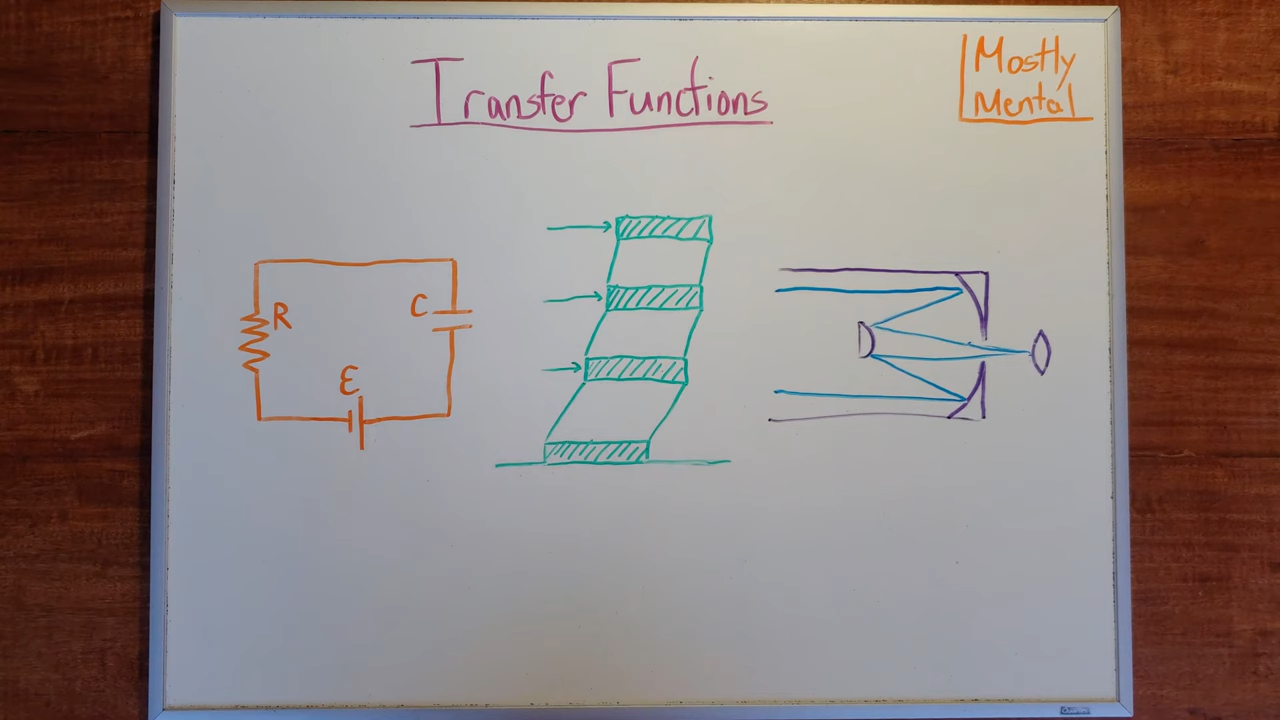 Transfer Functions
Mostly
Mental
R
C
ε